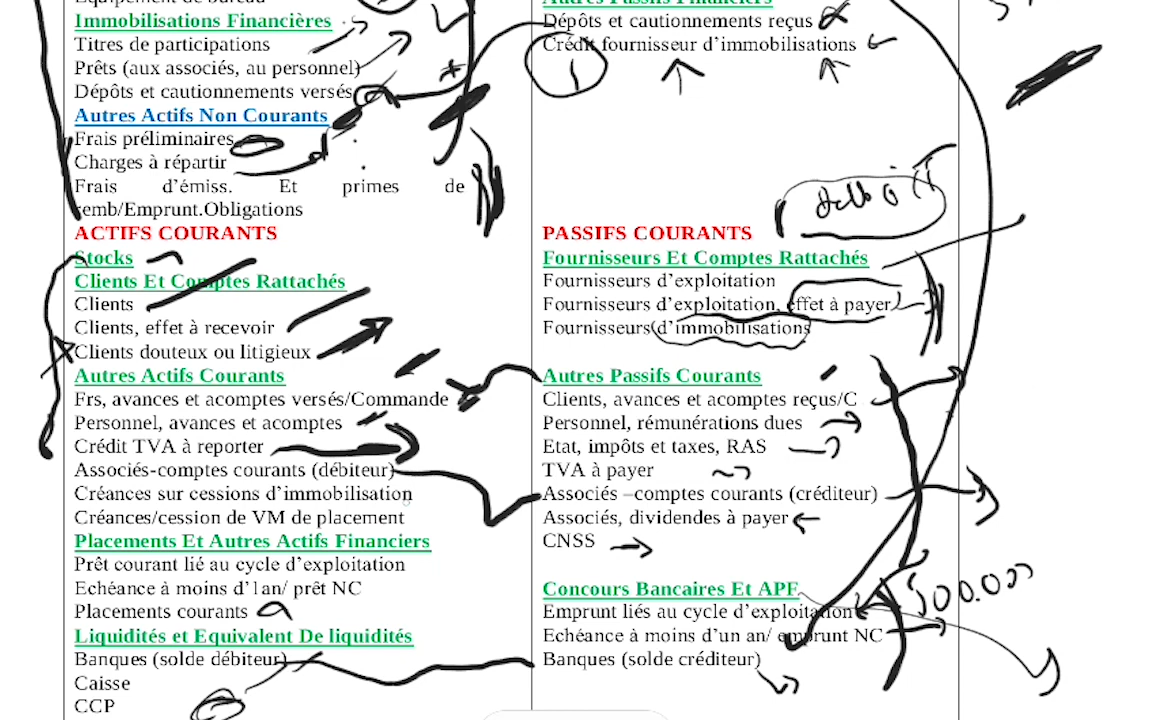 Equipement de bureau
Immobilisations Financières
Titres de participations
Prêts (aux associés, au personnel)
Dépôts et cautionnements versés
Autres Actifs Non Courants
Frais préliminaires
Charges à répartir
Frais d'émiss. Et primes de
remb/Emprunt.Obligations
ACTIFS COURANTS
Stocks
Clients Et Comptes Rattachés
Clients
Clients, effet à recevoir
Clients douteux ou litigieux
Autres Actifs Courants
Frs, avances et acomptes versés/Commande
Personnel, avances et acomptes
Crédit TVA à reporter
Associés-comptes courants (débiteur)
Créances sur cessions d'immobilisation
Créances/cession de VM de placement
Placements Et Autres Actifs Financiers
Prêt courant lié au cycle d'exploitation
Echéance à moins d'1an/ prêt NC
Placements courants
Liquidités et Equivalent De liquidités
Banques (solde débiteur)
Caisse
CCP
Autres Passifs Financiers
Dépôts et cautionnements reçus
Crédit fournisseur d'immobilisations
PASSIFS COURANTS
Fournisseurs Et Comptes Rattachés
Fournisseurs d'exploitation
Fournisseurs d'exploitation, effet à payer
Fournisseurs d'immobilisations
Autres Passifs Courants
Clients, avances et acomptes reçus/C
Personnel, rémunérations dues
Etat, impôts et taxes, RAS
TVA à payer
Associés –comptes courants (créditeur)
Associés, dividendes à payer
CNSS
Concours Bancaires Et APF
Emprunt liés au cycle d'exploitation
Echéance à moins d'un an/ emprunt NC
Banques (solde créditeur)